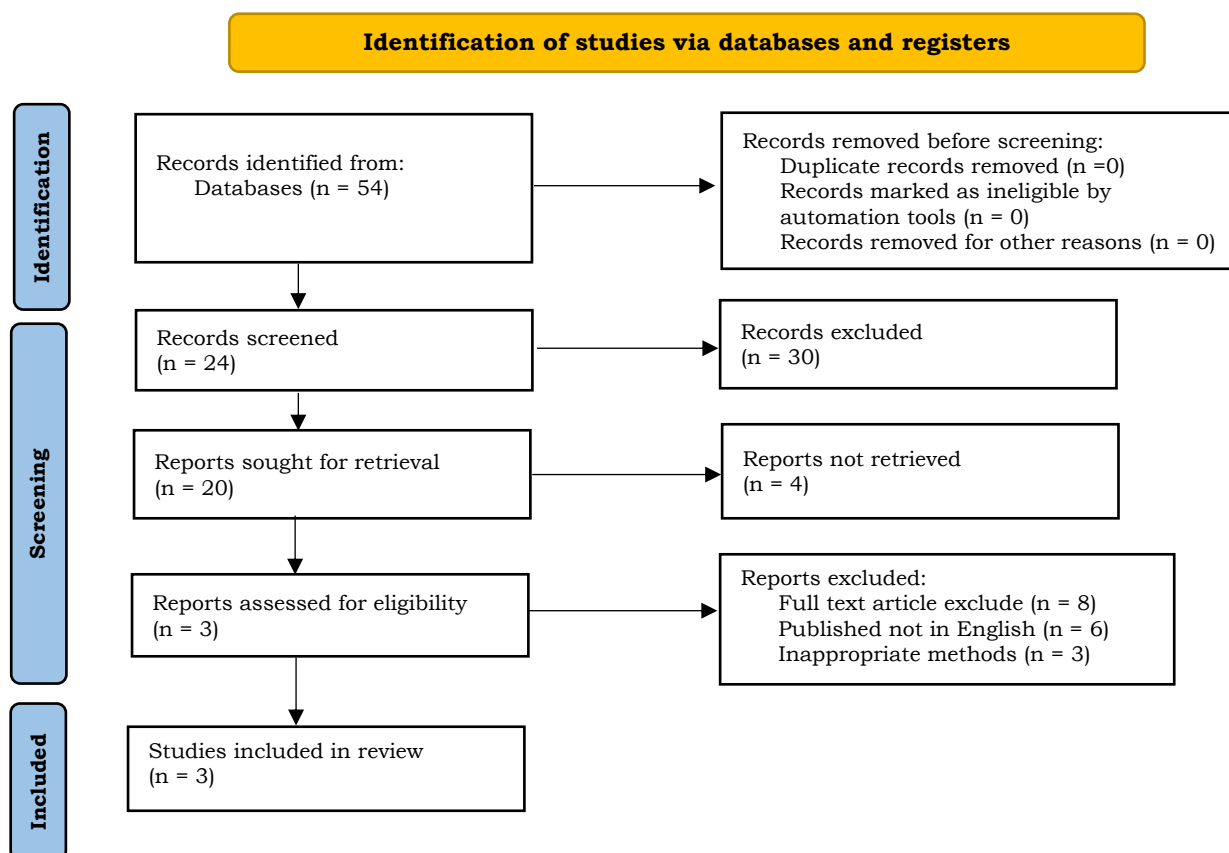 Identification of studies via databases and registers
Identification
Records identified from:
Databases (n = 54)
Records removed before screening:
Duplicate records removed (n =0)
Records marked as ineligible by
automation tools (n = 0)
Records removed for other reasons (n = 0)
Screening
Records screened
(n = 24)
Records excluded
(n = 30)
Reports sought for retrieval
(n = 20)
Reports not retrieved
(n = 4)
Reports assessed for eligibility
(n = 3)
Reports excluded:
Full text article exclude (n = 8)
Published not in English (n = 6)
Inappropriate methods (n = 3)
Included
Studies included in review
(n = 3)